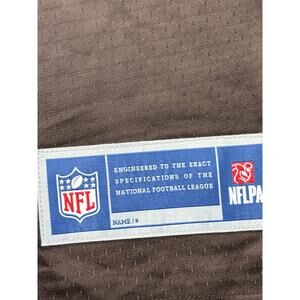 NFL
ENGINEERED TO THE EXACT
SPECIFICATIONS OF THE
NATIONAL FOOTBALL LEAGUE
NAME/#
NFLPA